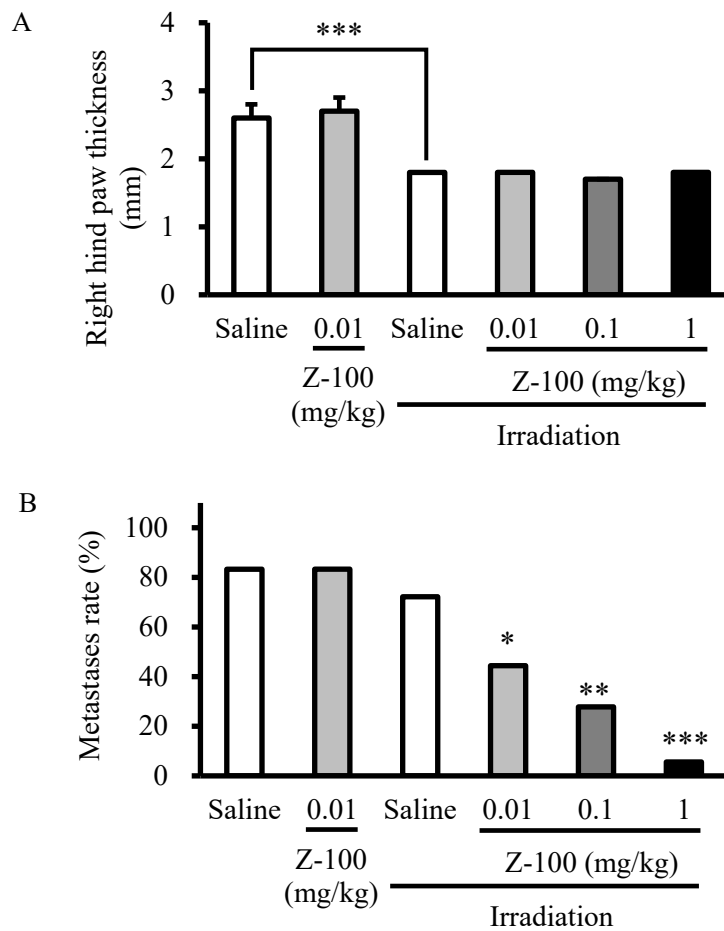 A
Right hind paw thickness
(mm)
4
3
2
1
0
***
Saline 0.01 Saline 0.01 0.1 1
Z-100
(mg/kg)
Z-100 (mg/kg)
Irradiation
B
Metastases rate (%)
100
80
60
40
20
0
*
**
***
Saline 0.01 Saline 0.01 0.1 1
Z-100
(mg/kg)
Z-100 (mg/kg)
Irradiation